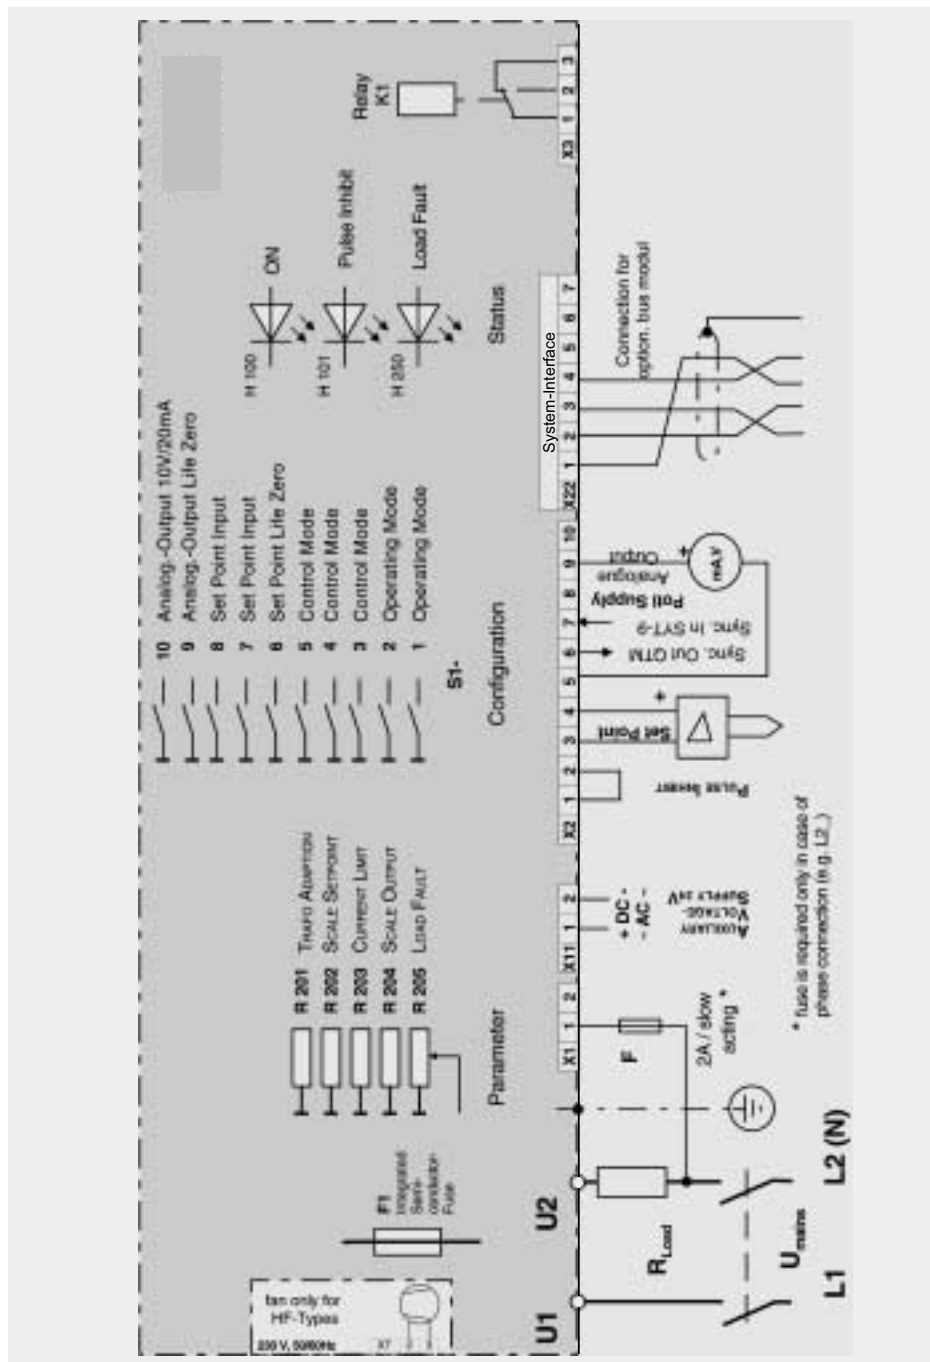 Relay
K1
X3 1 2 3
H 100 ON
H 101 Pulse Inhibit
H 250 Load Fault
Status
System-Interface
X22 1 2 3 4 5 6 7
Connection for
option. bus modul
10 Analog.-Output 10V/20mA
9 Analog.-Output Life Zero
8 Set Point Input
7 Set Point Input
6 Set Point Life Zero
5 Control Mode
4 Control Mode
3 Control Mode
2 Operating Mode
1 Operating Mode
S1-
Configuration
X2 1 2 3 4 5 6 7 8 9 10
PULSE INHIBIT
Set Point
+
Sync. Out QTM
Sync. In SYT-9
Poti Supply
Analogue
Output
+
mA,V
R 201 TRAFO ADAPTION
R 202 SCALE SETPOINT
R 203 CURRENT LIMIT
R 204 SCALE OUTPUT
R 205 LOAD FAULT
Parameter
X11 1 2
+ DC -
~ AC ~
AUXILIARY
VOLTAGE-
SUPPLY 24V
X1 1 2
F
2A / slow
acting *
* fuse is required only in case of
phase connection (e.g. L2..)
F1
Integrated
Semi-
conductor-
Fuse
fan only for
HF-Types
230 V, 50/60Hz X7
U1
U2
RLoad
Umains
L1
L2 (N)